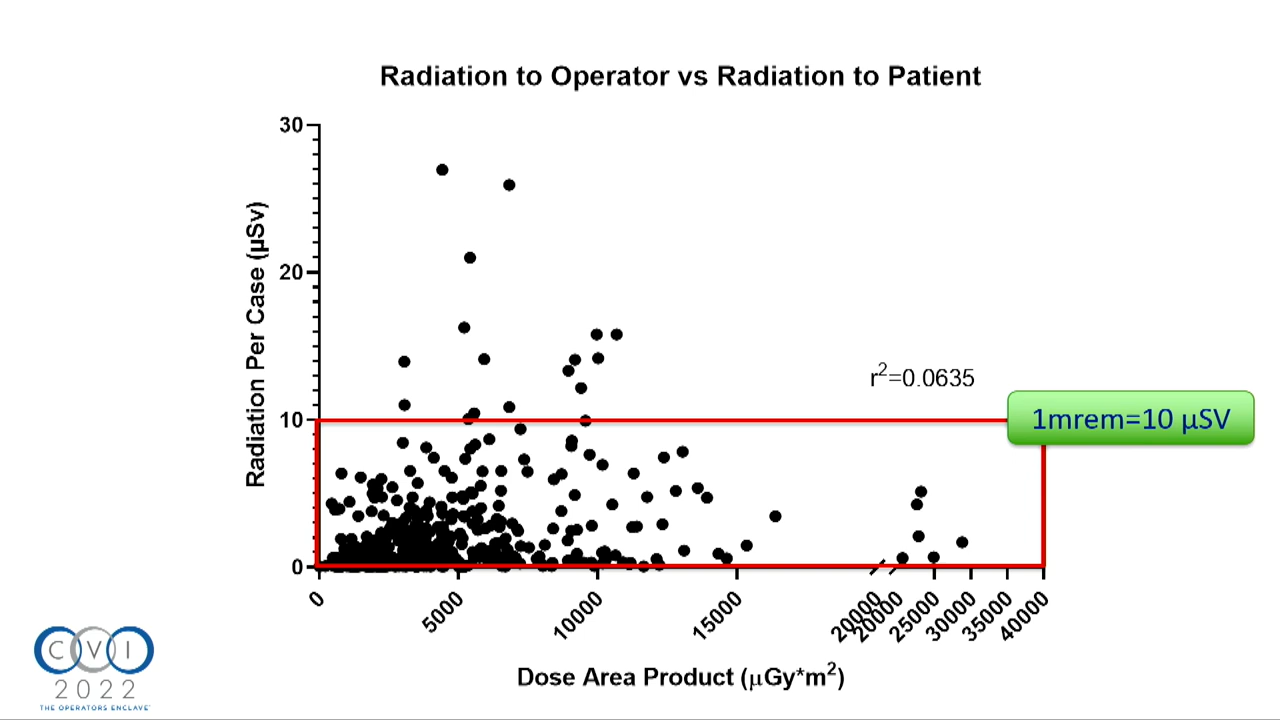 Radiation to Operator vs Radiation to Patient
30
20
10
0
Radiation Per Case (µSv)
r²=0.0635
1mrem=10 µSV
0
5000
10000
15000
20000
20000
25000
30000
35000
40000
Dose Area Product (µGy*m²)
CVI
2022
THE OPERATORS ENCLAVE